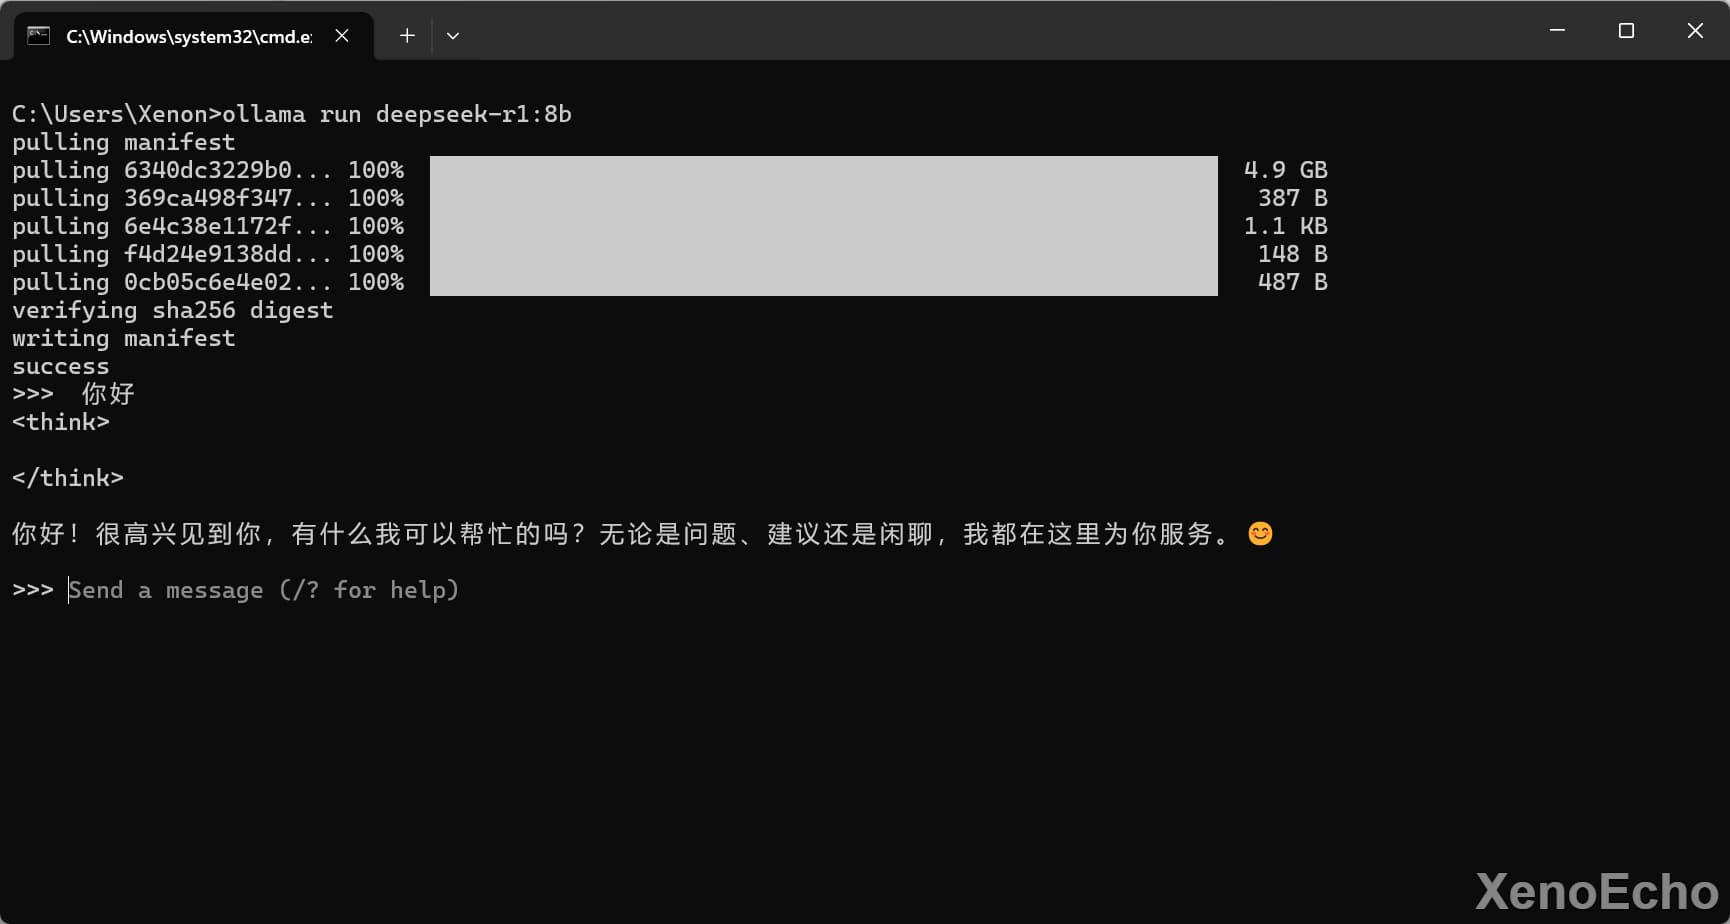 C:\Windows\system32\cmd.e
C:\Users\Xenon>ollama run deepseek-r1:8b
pulling manifest
pulling 6340dc3229b0... 100% 4.9 GB
pulling 369ca498f347... 100% 387 B
pulling 6e4c38e1172f... 100% 1.1 KB
pulling f4d24e9138dd... 100% 148 B
pulling 0cb05c6e4e02... 100% 487 B
verifying sha256 digest
writing manifest
success
>>> 你好
<think>
</think>
你好！很高兴见到你，有什么我可以帮忙的吗？无论是问题、建议还是闲聊，我都在这里为你服务。😊
>>> Send a message (/? for help)
XenoEcho